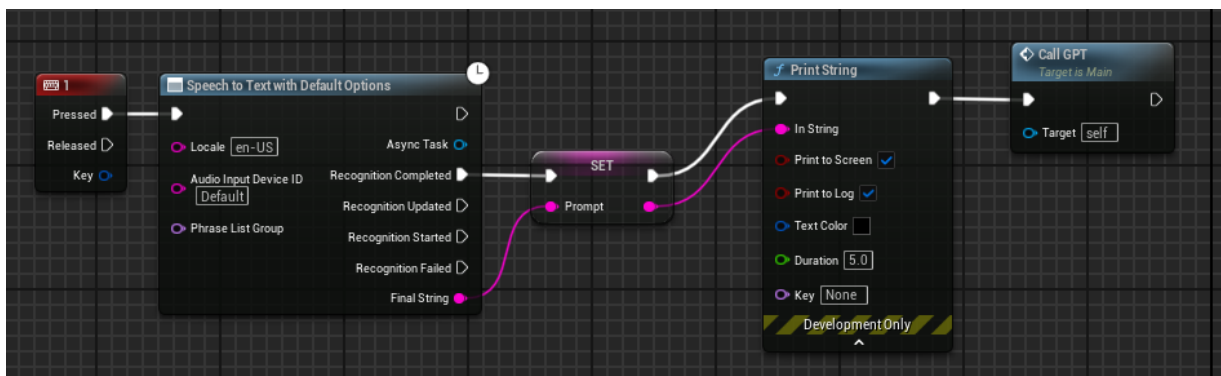 1
Pressed
Released
Key
Speech to Text with Default Options
Locale en-US
Async Task
Audio Input Device ID
Default
Recognition Completed
Recognition Updated
Phrase List Group
Recognition Started
Recognition Failed
Final String
SET
Prompt
f Print String
In String
Print to Screen
Print to Log
Text Color
Duration 5.0
Key None
Development Only
Call GPT
Target is Main
Target self